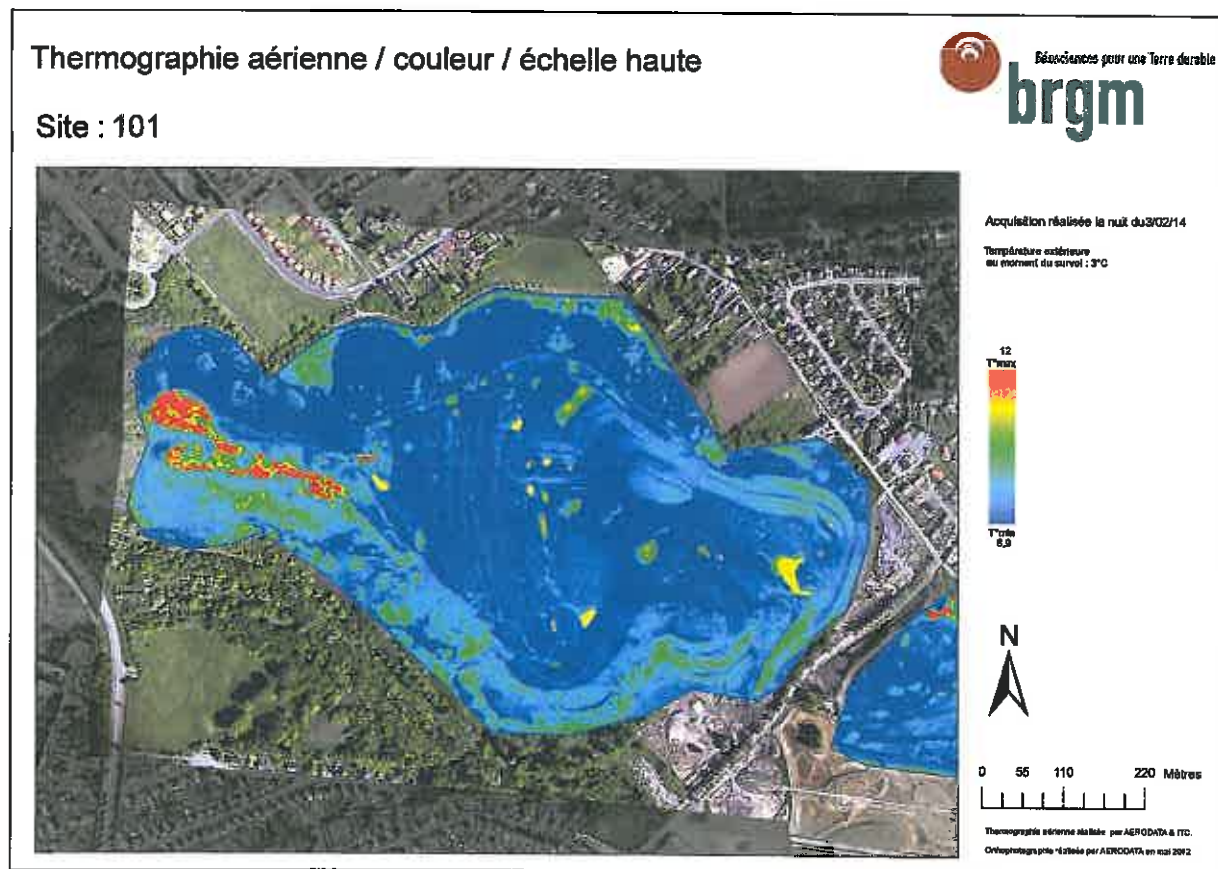 Thermographie aérienne / couleur / échelle haute
Géosciences pour une Terre durable
brgm
Site : 101
Acquisition réalisée la nuit du3/02/14
Température extérieure
au moment du survol : 3°C
12
T°max
T°min
N
0 55 110 220 Mètres
Thermographie aérienne réalisée par AERODATA & ITC.
Orthophotographie réalisée par AERODATA en mai 2012